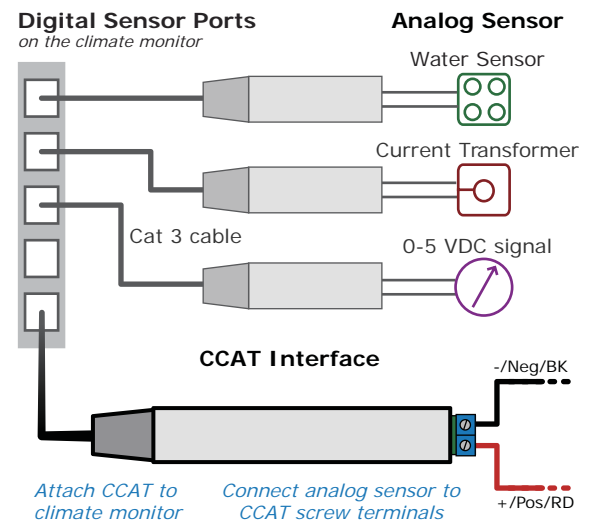 Digital Sensor Ports
on the climate monitor
Analog Sensor
Water Sensor
Current Transformer
Cat 3 cable
0-5 VDC signal
CCAT Interface
-/Neg/BK
+/Pos/RD
Attach CCAT to
climate monitor
Connect analog sensor to
CCAT screw terminals